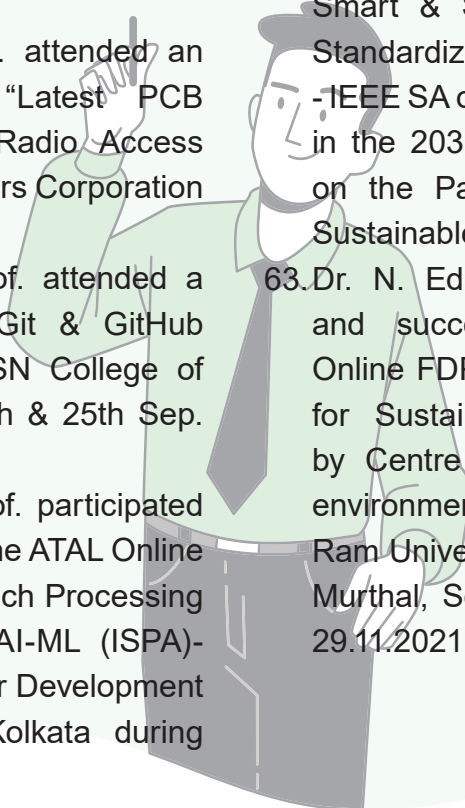 . attended an
“Latest PCB
Radio Access
rs Corporation
of. attended a
Git & GitHub
SN College of
h & 25th Sep.
of. participated
ne ATAL Online
ch Processing
AI-ML (ISPA)-
r Development
Kolkata during
Smart & S
Standardiz
- IEEE SA o
in the 203
on the Pa
Sustainable
63. Dr. N. Ed
and succe
Online FDP
for Sustai
by Centre
environmen
Ram Unive
Murthal, So
29.11.2021